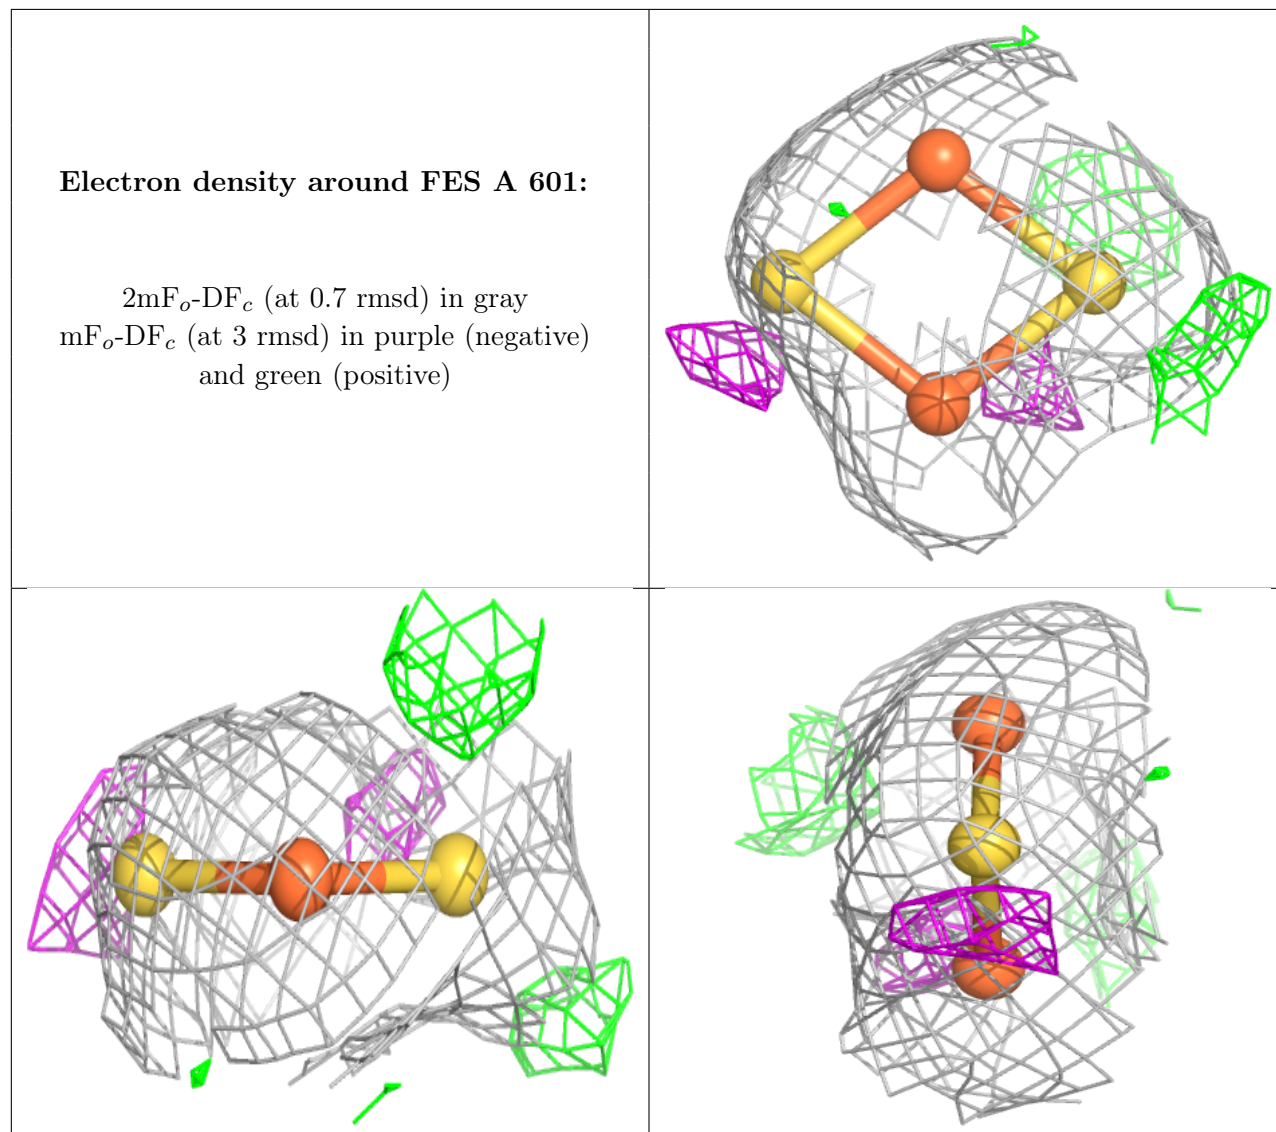 Electron density around FES A 601:
2mFo-DFc (at 0.7 rmsd) in gray
mFo-DFc (at 3 rmsd) in purple (negative)
and green (positive)